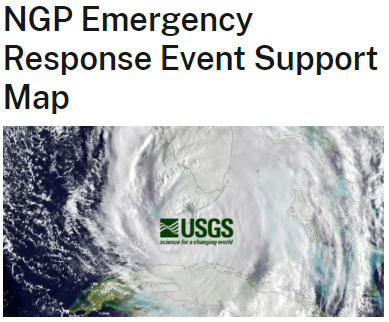 NGP Emergency
Response Event Support
Map
USGS
science for a changing world